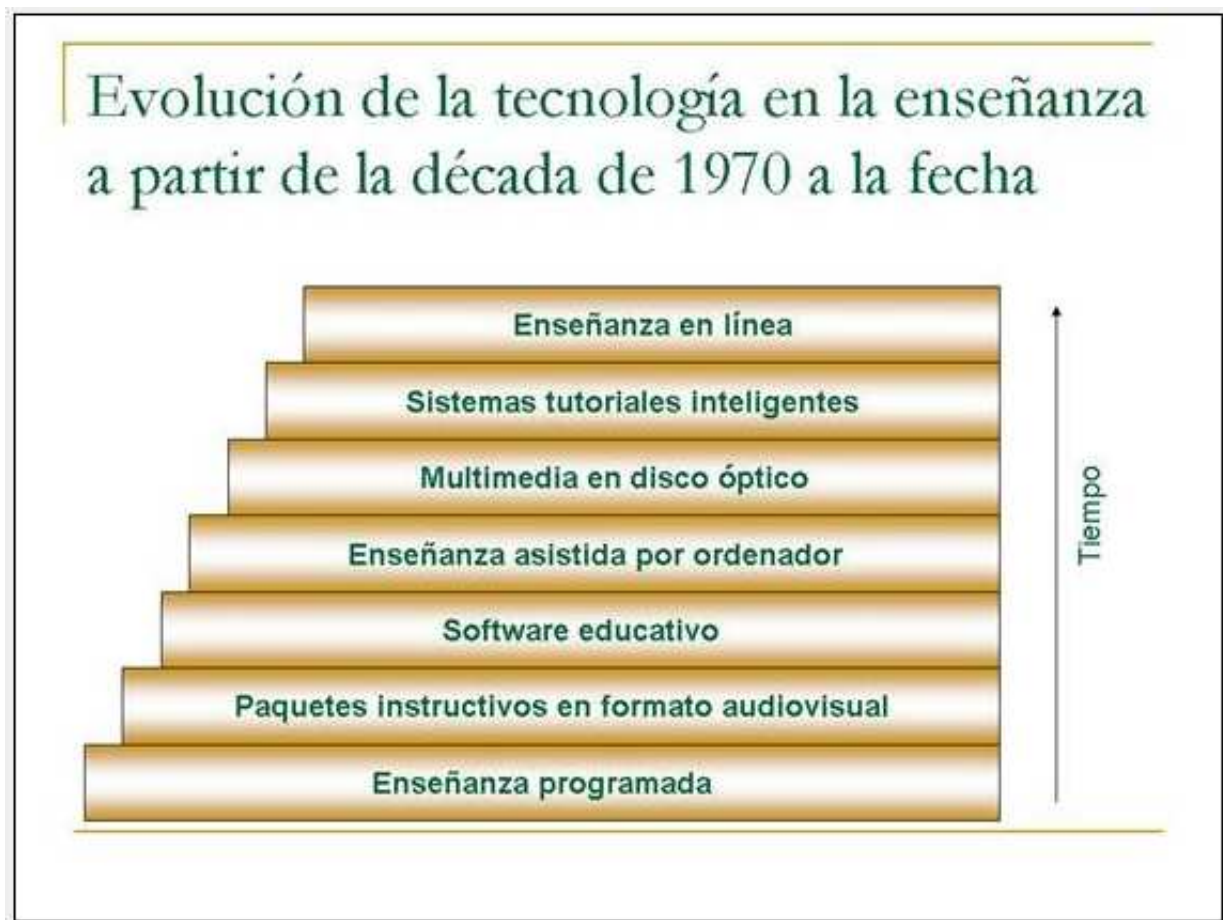 Evolución de la tecnología en la enseñanza
a partir de la década de 1970 a la fecha
Enseñanza en línea
Sistemas tutoriales inteligentes
Multimedia en disco óptico
Enseñanza asistida por ordenador
Software educativo
Paquetes instructivos en formato audiovisual
Enseñanza programada
Tiempo